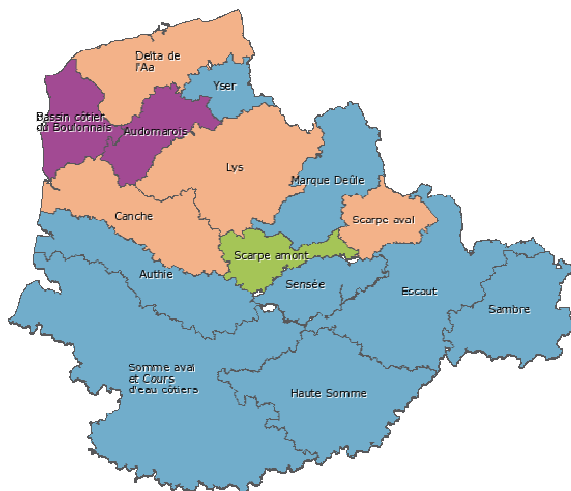 Delta de
l'Aa
Yser
Bassin côtier
du Boulonnais
Audomarois
Lys
Marque Deûle
Canche
Scarpe aval
Scarpe amont
Authie
Sensée
Escaut
Sambre
Somme aval
et Cours
d'eau côtiers
Haute Somme